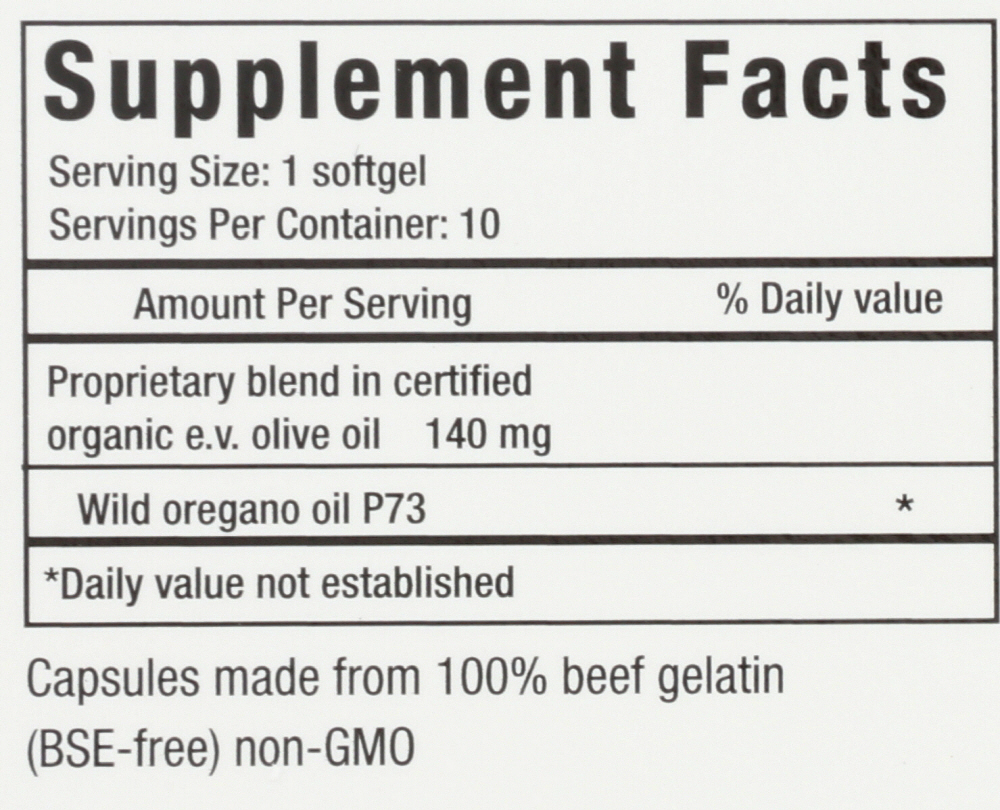 Supplement Facts
Serving Size: 1 softgel
Servings Per Container: 10
Amount Per Serving % Daily value
Proprietary blend in certified
organic e.v. olive oil 140 mg
Wild oregano oil P73 *
*Daily value not established
Capsules made from 100% beef gelatin
(BSE-free) non-GMO